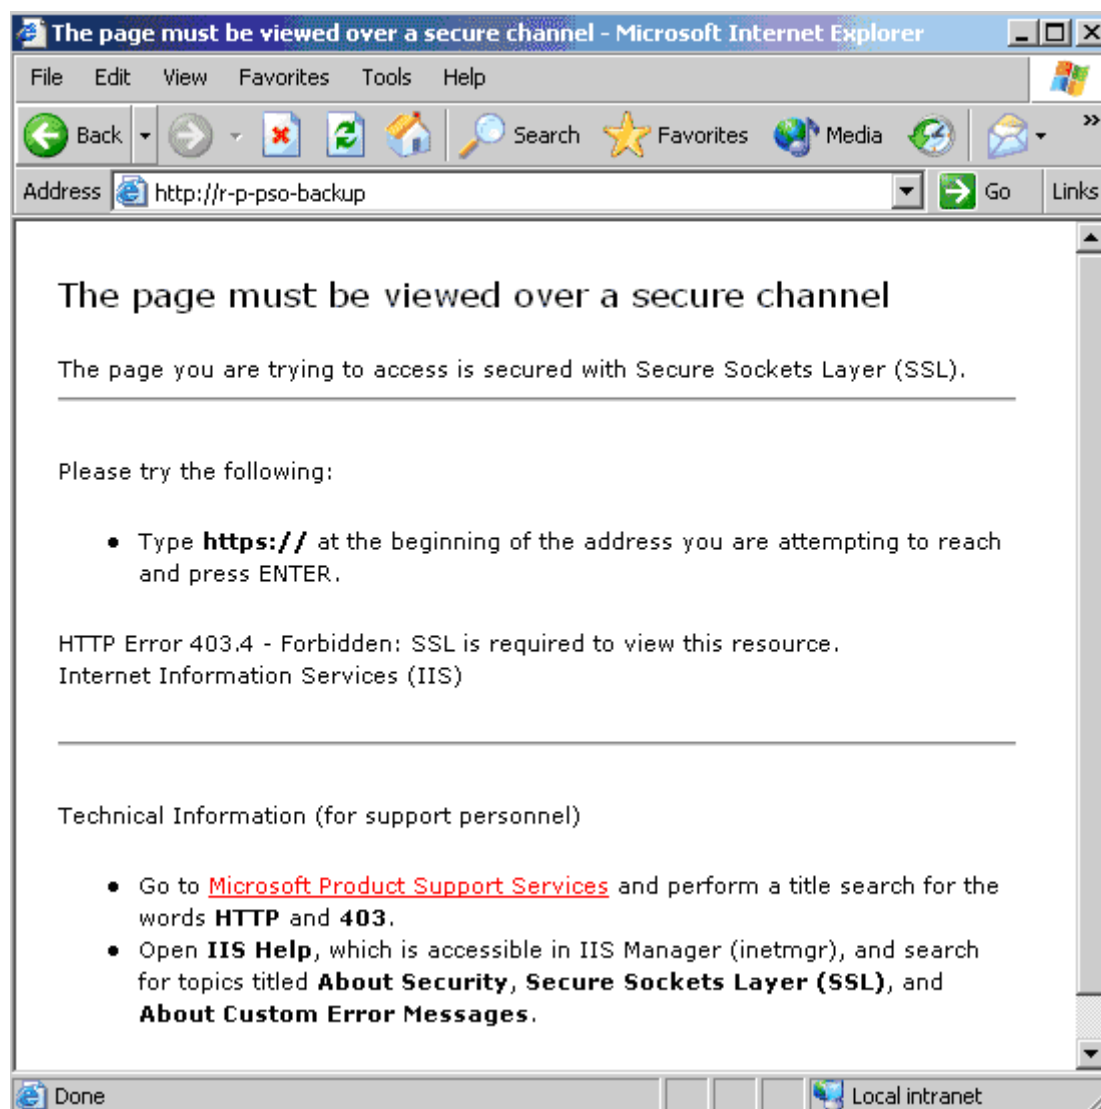 The page must be viewed over a secure channel - Microsoft Internet Explorer
File Edit View Favorites Tools Help
Back Search Favorites Media »
Address http://r-p-pso-backup Go Links
The page must be viewed over a secure channel
The page you are trying to access is secured with Secure Sockets Layer (SSL).
Please try the following:
• Type https:// at the beginning of the address you are attempting to reach
and press ENTER.
HTTP Error 403.4 - Forbidden: SSL is required to view this resource.
Internet Information Services (IIS)
Technical Information (for support personnel)
• Go to Microsoft Product Support Services and perform a title search for the
words HTTP and 403.
• Open IIS Help, which is accessible in IIS Manager (inetmgr), and search
for topics titled About Security, Secure Sockets Layer (SSL), and
About Custom Error Messages.
Done Local intranet